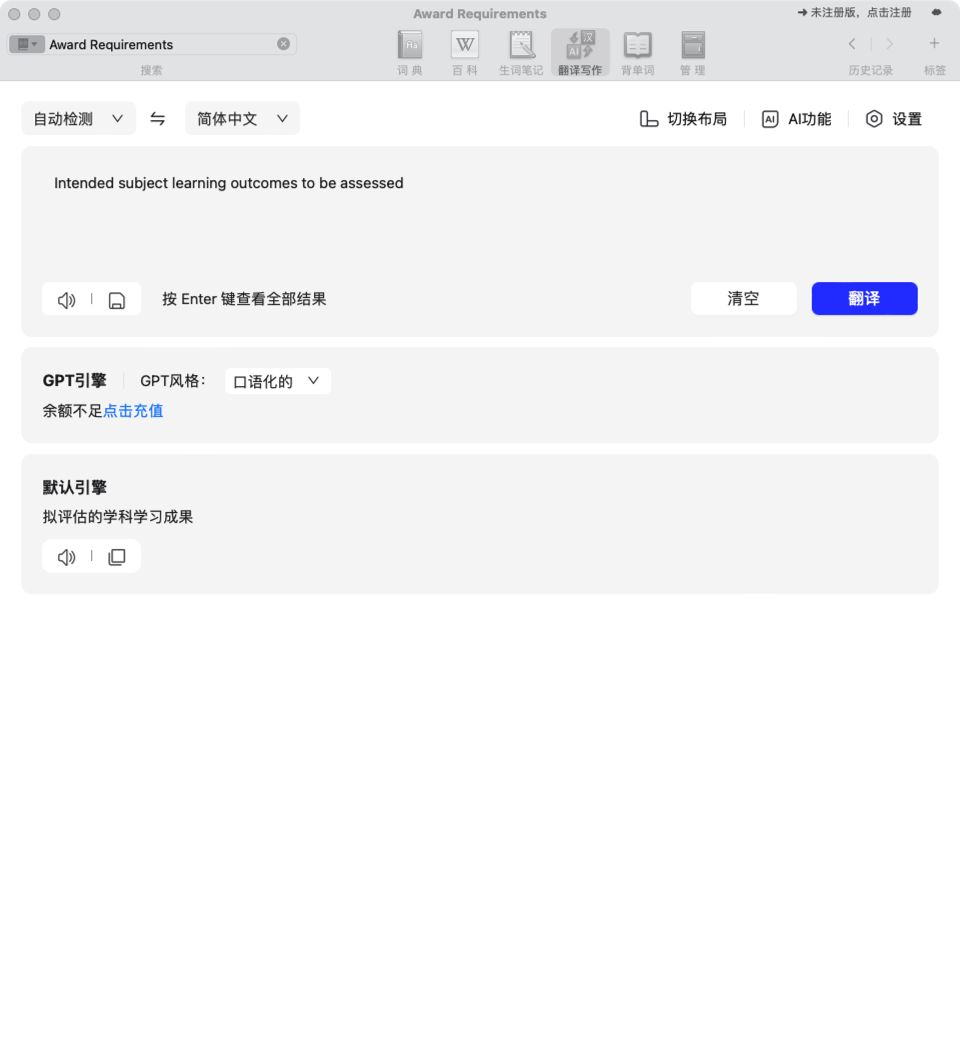 Award Requirements
未注册版，点击注册
Award Requirements
搜索
词 典
百 科
生词笔记
翻译写作
背单词
管 理
历史记录
标签
自动检测
简体中文
切换布局
AI功能
设置
Intended subject learning outcomes to be assessed
按 Enter 键查看全部结果
清空
翻译
GPT引擎
GPT风格：
口语化的
余额不足点击充值
默认引擎
拟评估的学科学习成果